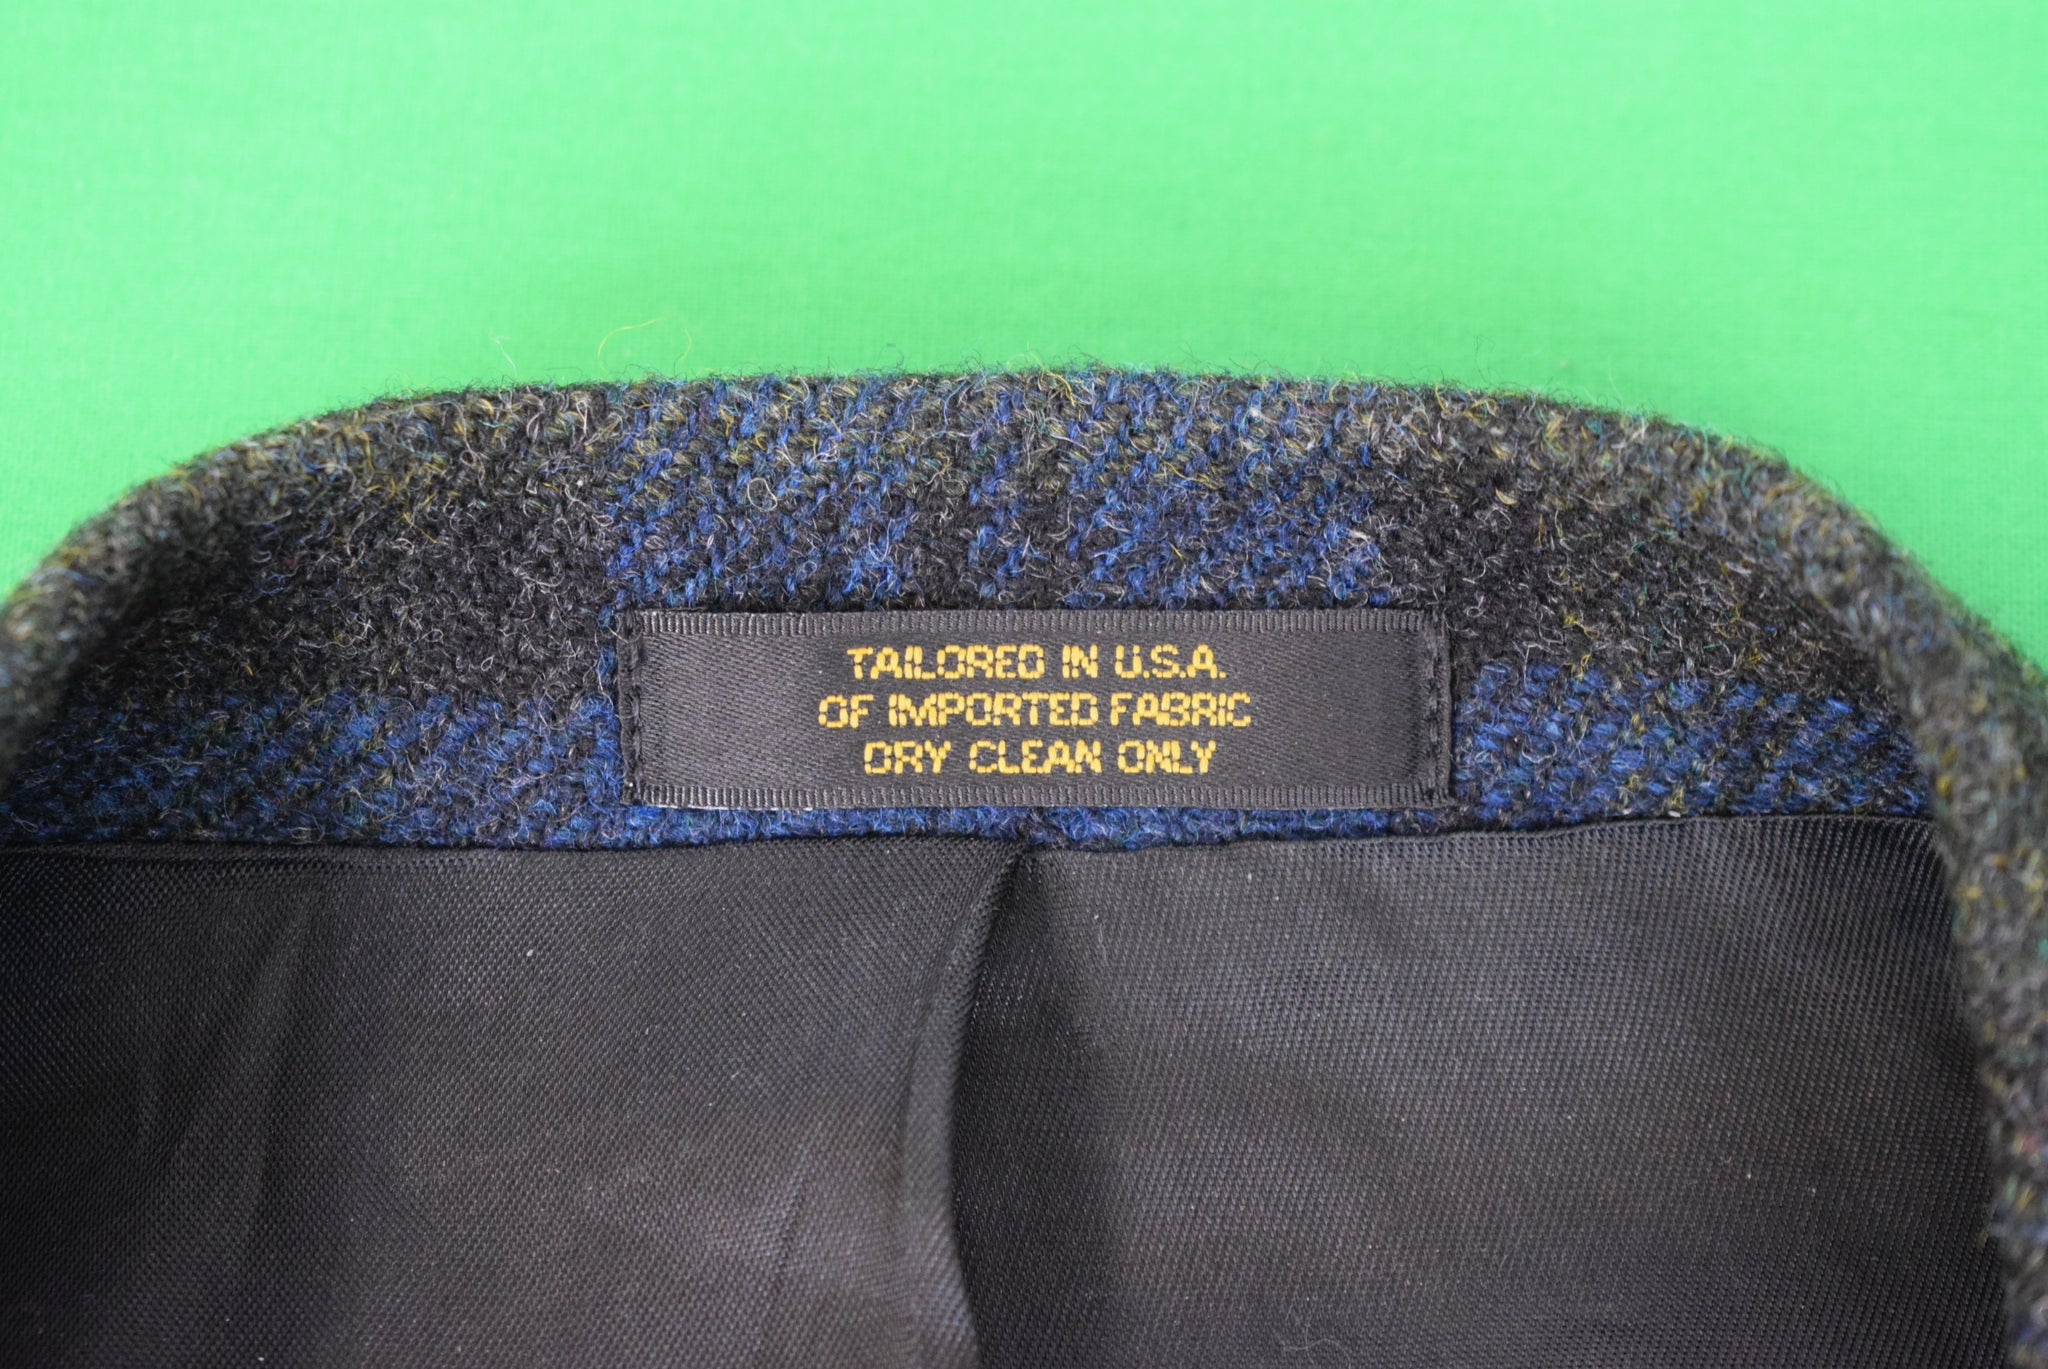 TAILORED IN U.S.A.
OF IMPORTED FABRIC
DRY CLEAN ONLY